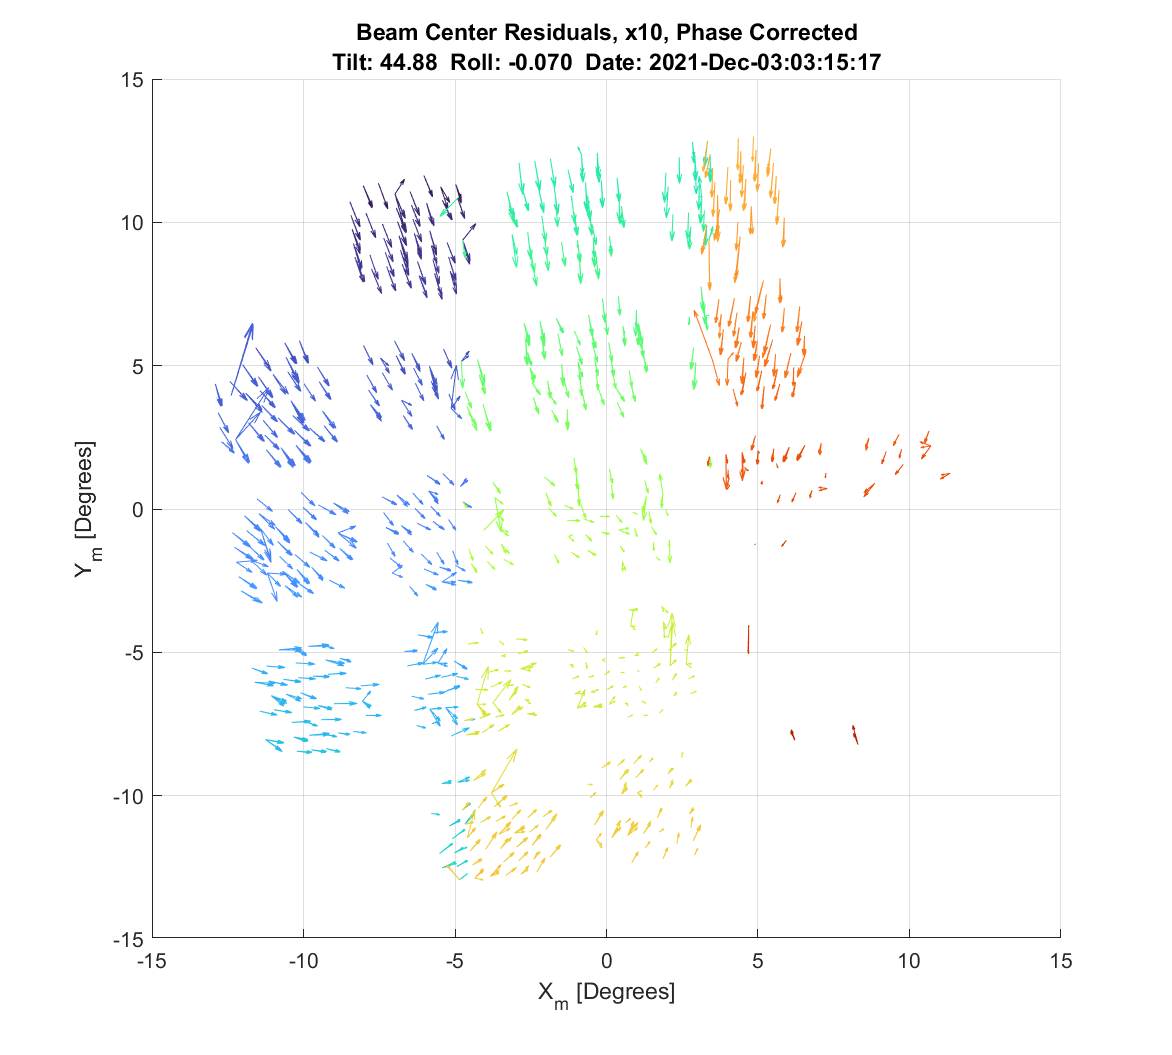 Beam Center Residuals, x10, Phase Corrected
Tilt: 44.88 Roll: -0.070 Date: 2021-Dec-03:03:15:17
15
10
5
0
-5
-10
-15
Y_m [Degrees]
-15 -10 -5 0 5 10 15
X_m [Degrees]